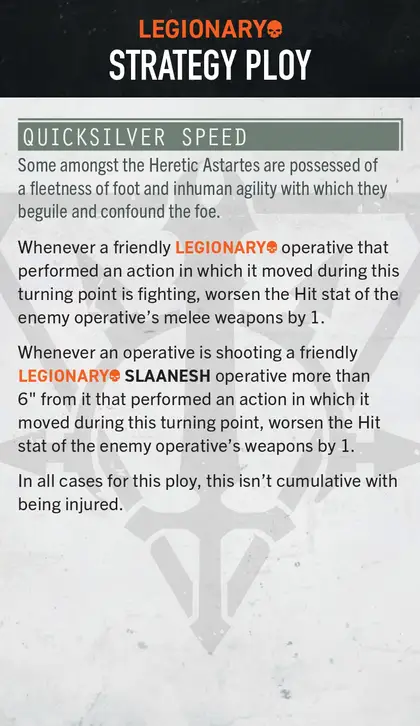 LEGIONARY
STRATEGY PLOY
QUICKSILVER SPEED
Some amongst the Heretic Astartes are possessed of
a fleetness of foot and inhuman agility with which they
beguile and confound the foe.
Whenever a friendly LEGIONARY operative that
performed an action in which it moved during this
turning point is fighting, worsen the Hit stat of the
enemy operative's melee weapons by 1.
Whenever an operative is shooting a friendly
LEGIONARY SLAANESH operative more than
6" from it that performed an action in which it
moved during this turning point, worsen the Hit
stat of the enemy operative's weapons by 1.
In all cases for this ploy, this isn't cumulative with
being injured.